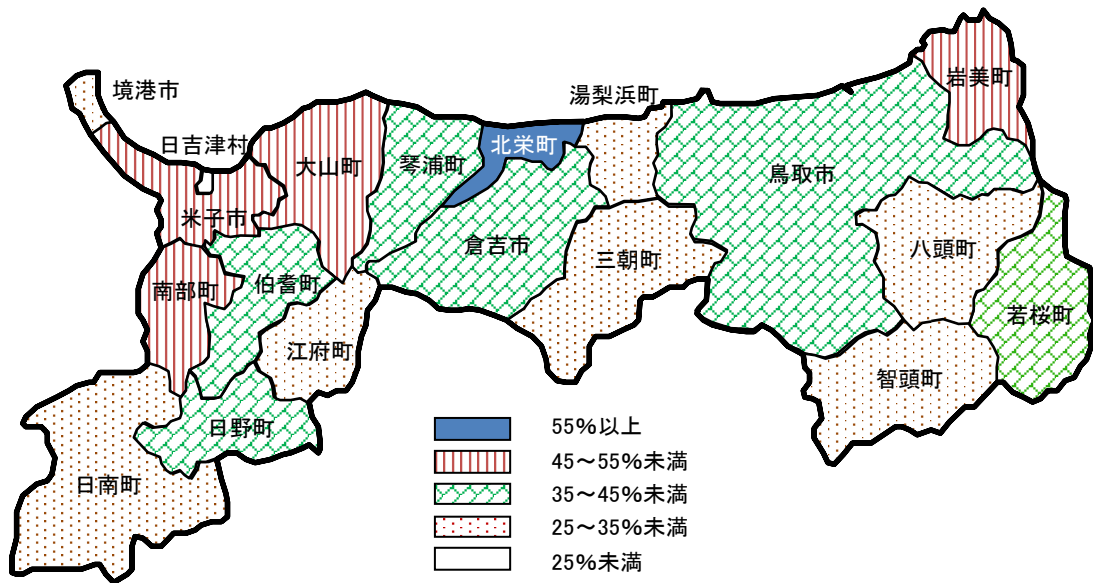 岩美町
境港市
湯梨浜町
日吉津村
北栄町
大山町
琴浦町
鳥取市
米子市
倉吉市
八頭町
三朝町
伯耆町
南部町
若桜町
江府町
智頭町
日野町
日南町
55%以上
45～55%未満
35～45%未満
25～35%未満
25%未満